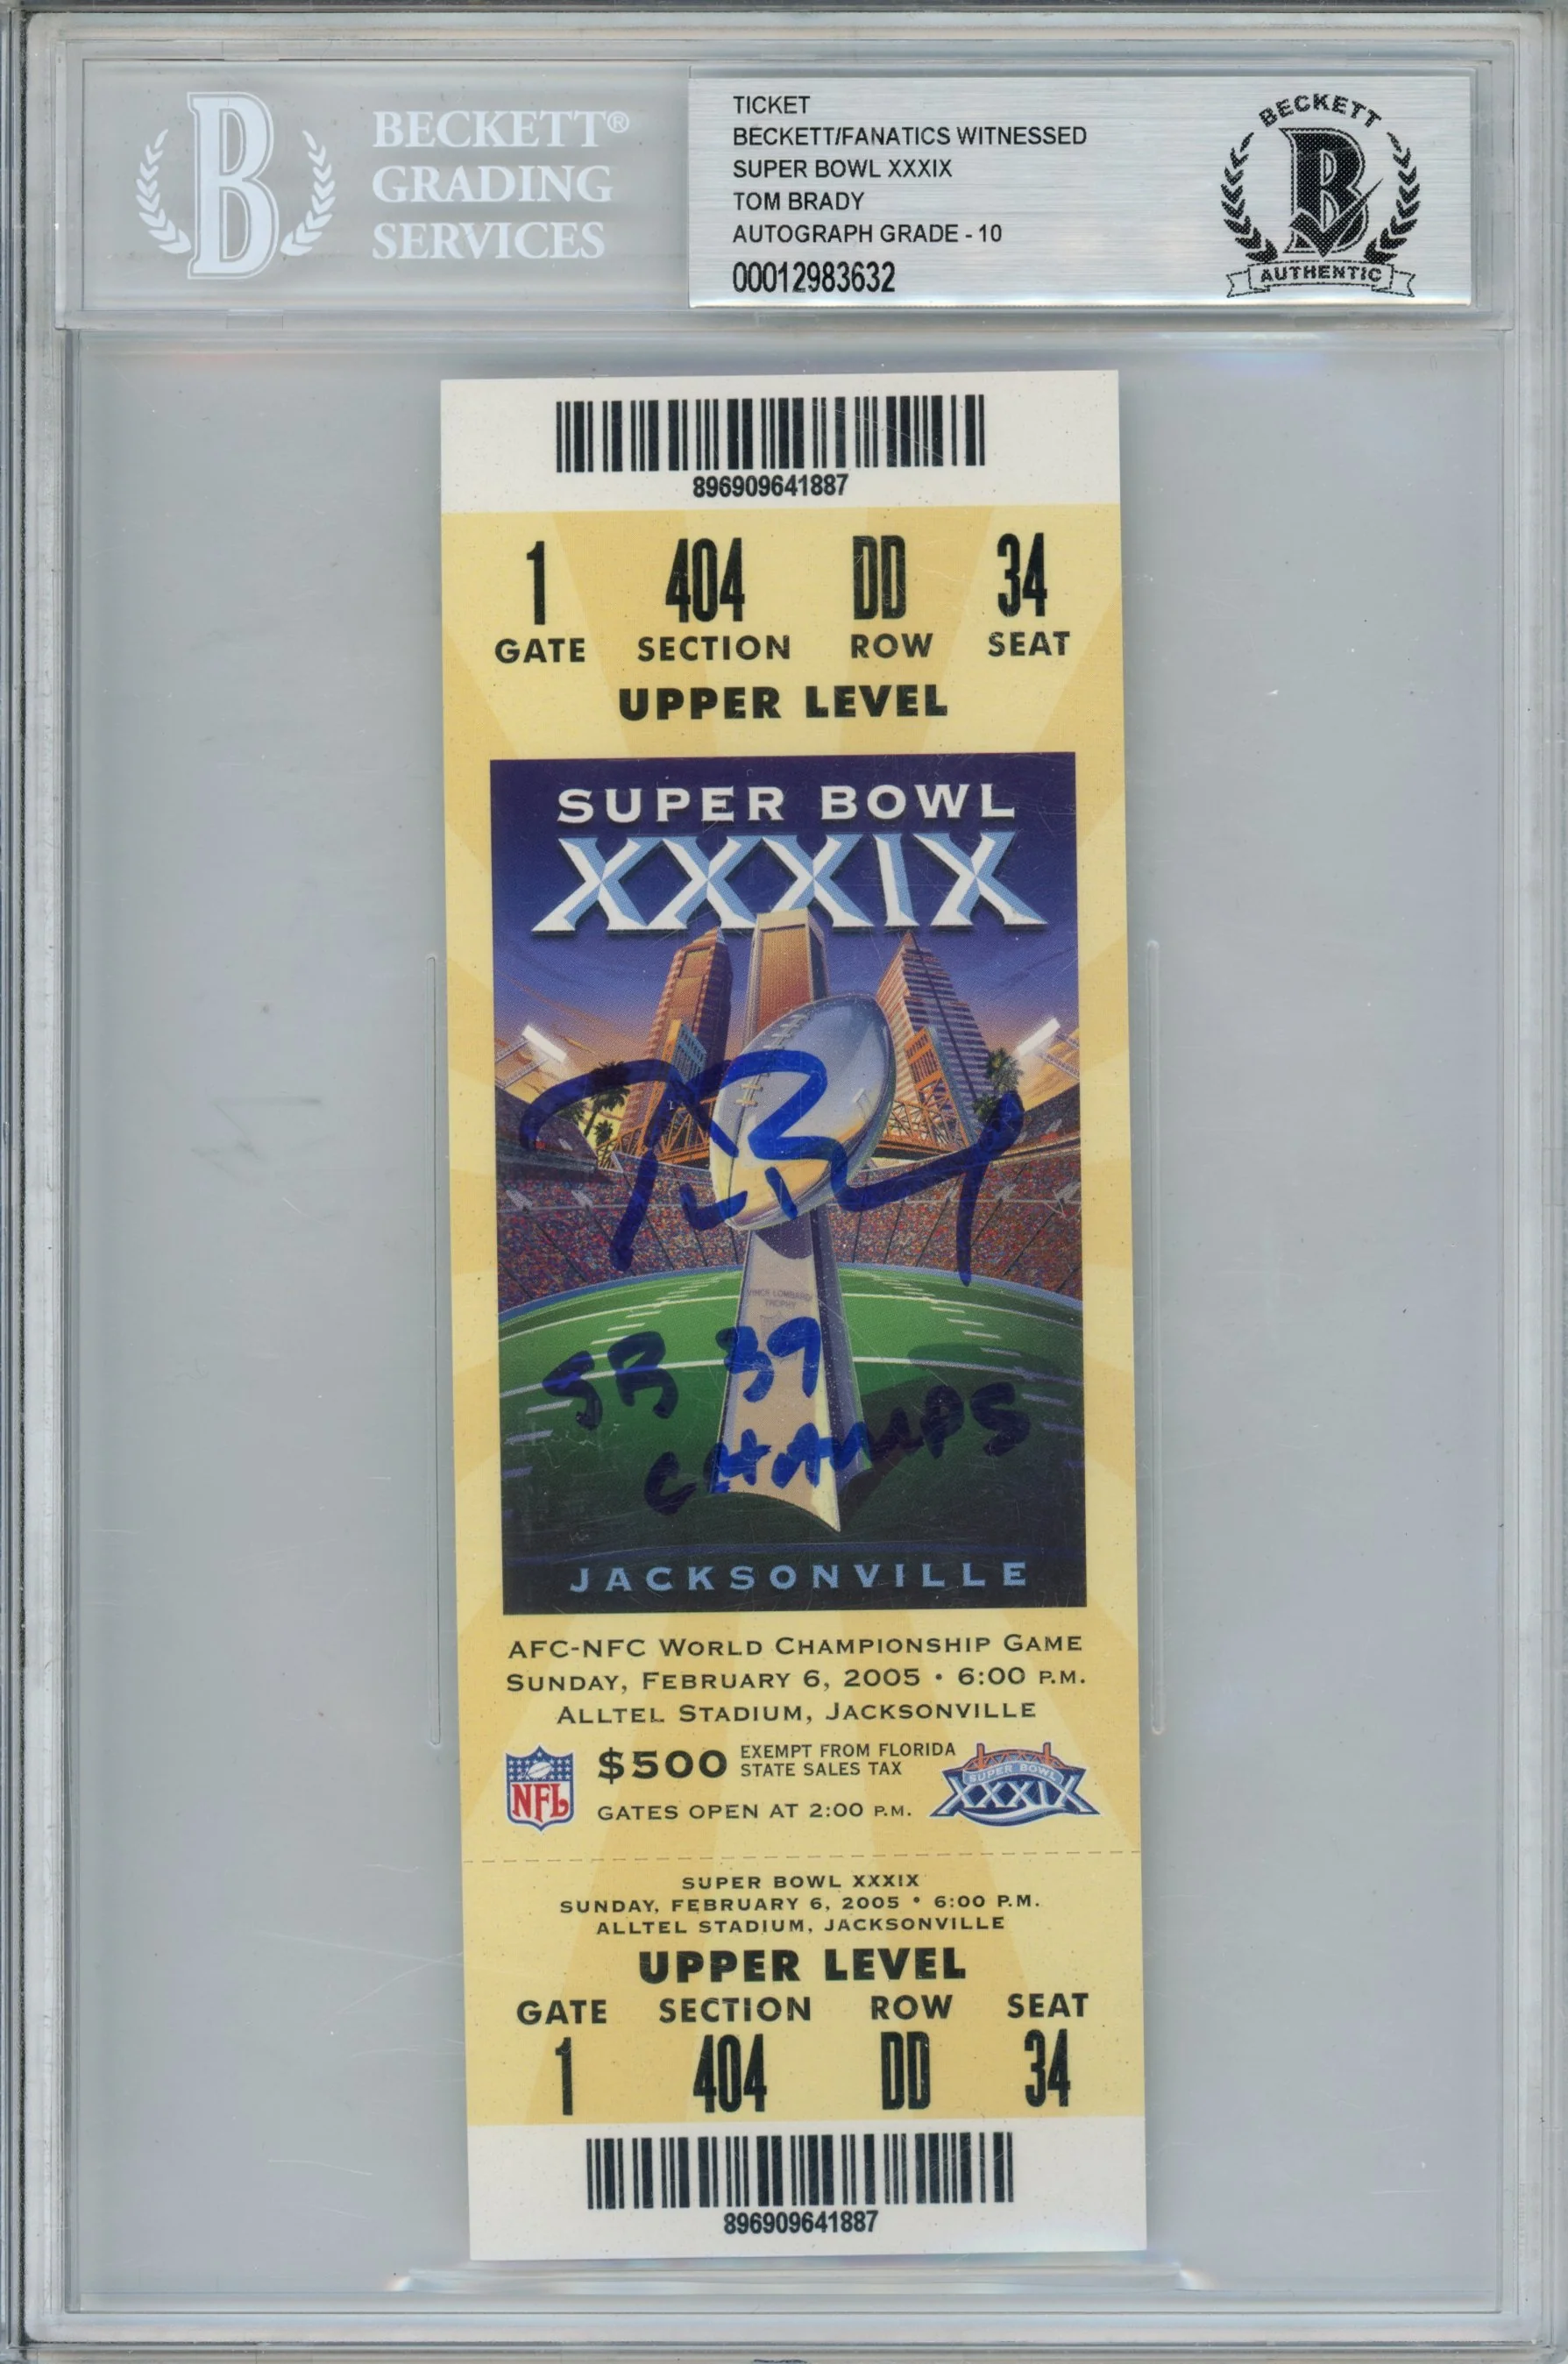 BECKETT®
GRADING
SERVICES
B
TICKET
BECKETT/FANATICS WITNESSED
SUPER BOWL XXXIX
TOM BRADY
AUTOGRAPH GRADE - 10
00012983632
BECKETT
B
AUTHENTIC
896909641887
1 404 DD 34
GATE SECTION ROW SEAT
UPPER LEVEL
SUPER BOWL
XXXIX
VINCE LOMBARDI
TROPHY
SB 39
CHAMPS
JACKSONVILLE
AFC-NFC WORLD CHAMPIONSHIP GAME
SUNDAY, FEBRUARY 6, 2005 • 6:00 P.M.
ALLTEL STADIUM, JACKSONVILLE
NFL
$500 EXEMPT FROM FLORIDA
STATE SALES TAX
GATES OPEN AT 2:00 P.M.
SUPER BOWL
XXXIX
SUPER BOWL XXXIX
SUNDAY, FEBRUARY 6, 2005 • 6:00 P.M.
ALLTEL STADIUM, JACKSONVILLE
UPPER LEVEL
GATE SECTION ROW SEAT
1 404 DD 34
896909641887